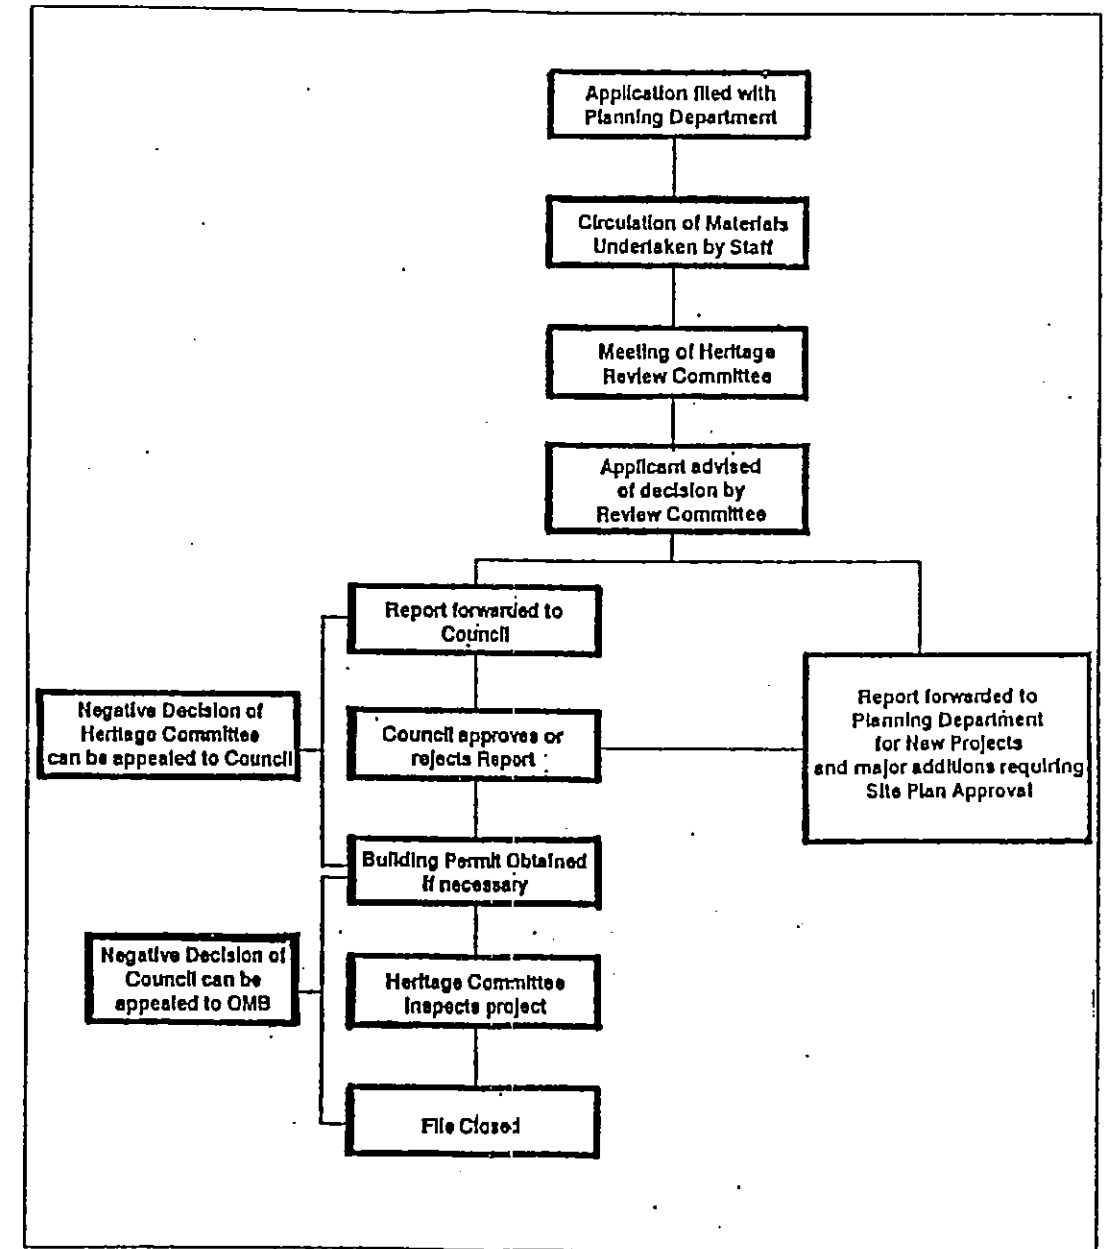 Application filed with
Planning Department
Circulation of Materials
Undertaken by Staff
Meeting of Heritage
Review Committee
Applicant advised
of decision by
Review Committee
Report forwarded to
Council
Report forwarded to
Planning Department
for New Projects
and major additions requiring
Site Plan Approval
Negative Decision of
Heritage Committee
can be appealed to Council
Council approves or
rejects Report
Building Permit Obtained
if necessary
Negative Decision of
Council can be
appealed to OMB
Heritage Committee
Inspects project
File Closed